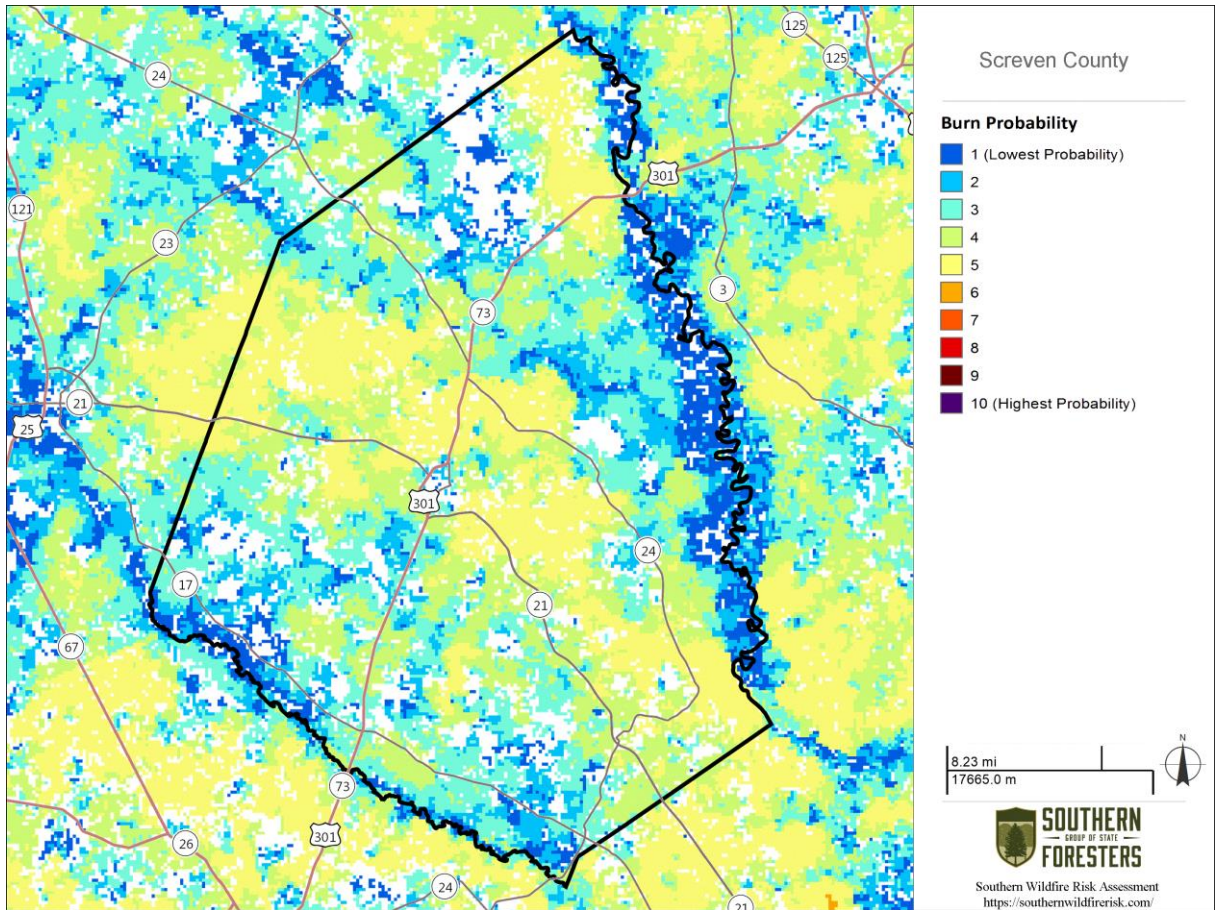 Screven County
Burn Probability
1 (Lowest Probability)
2
3
4
5
6
7
8
9
10 (Highest Probability)
8.23 mi
17665.0 m
N
SOUTHERN
GROUP OF STATE
FORESTERS
Southern Wildfire Risk Assessment
https://southernwildfirerisk.com/
125
125
24
301
121
23
3
73
21
25
301
24
17
21
67
73
301
26
24
21